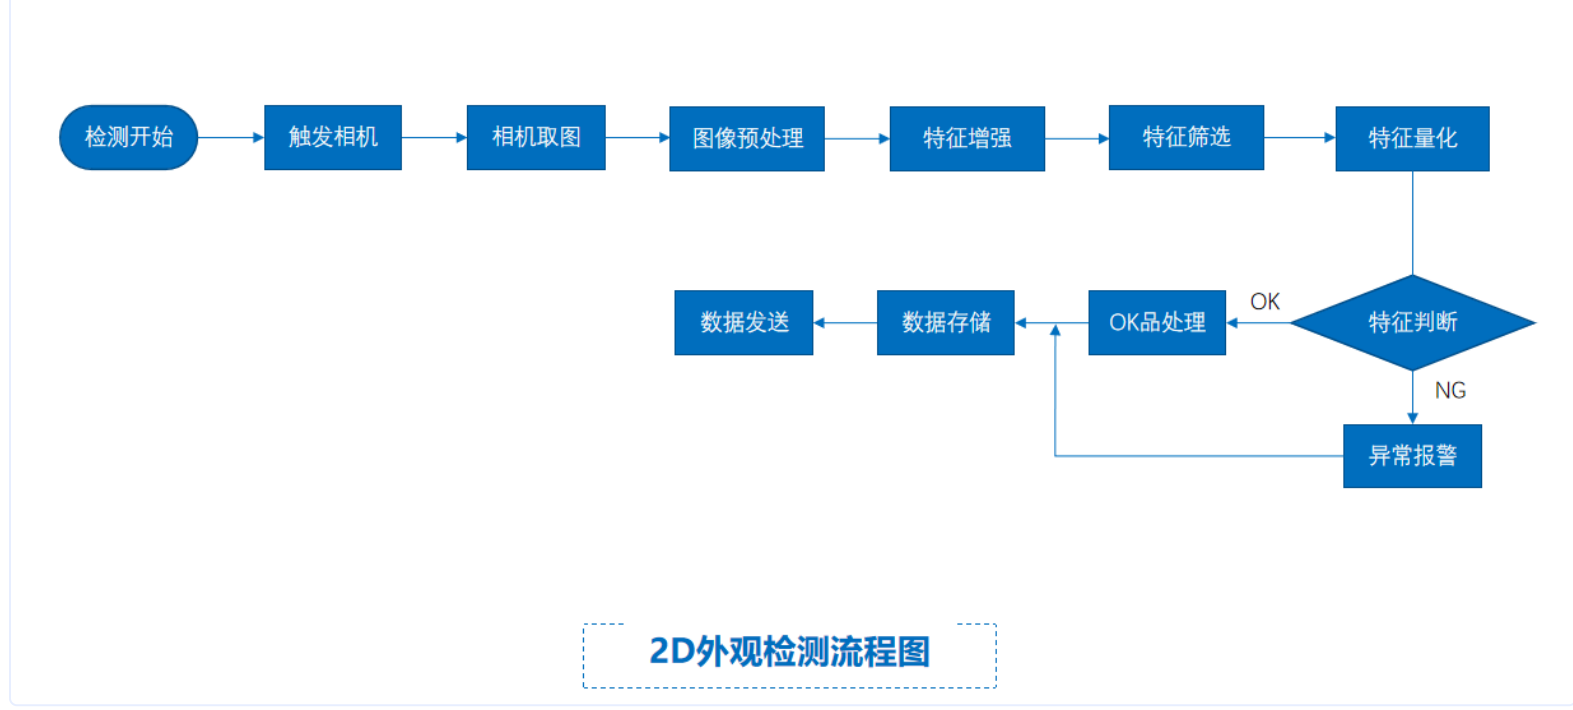 检测开始
触发相机
相机取图
图像预处理
特征增强
特征筛选
特征量化
特征判断
OK
OK品处理
数据存储
数据发送
NG
异常报警
2D外观检测流程图